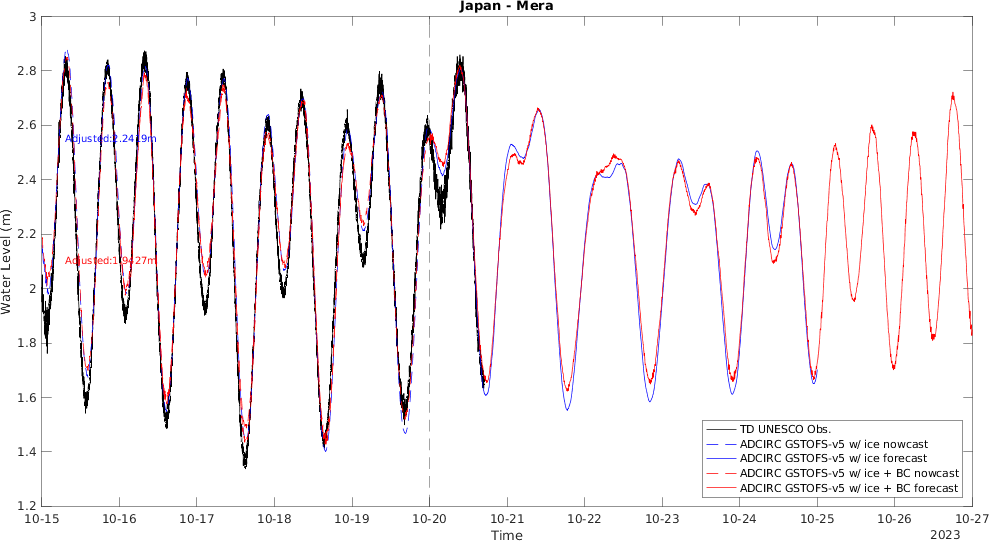 Japan - Mera
Water Level (m)
3
2.8
2.6
2.4
2.2
2
1.8
1.6
1.4
1.2
Adjusted:2.2419m
Adjusted:1.9427m
TD UNESCO Obs.
ADCIRC GSTOFS-v5 w/ ice nowcast
ADCIRC GSTOFS-v5 w/ ice forecast
ADCIRC GSTOFS-v5 w/ ice + BC nowcast
ADCIRC GSTOFS-v5 w/ ice + BC forecast
10-15 10-16 10-17 10-18 10-19 10-20 10-21 10-22 10-23 10-24 10-25 10-26 10-27
Time
2023